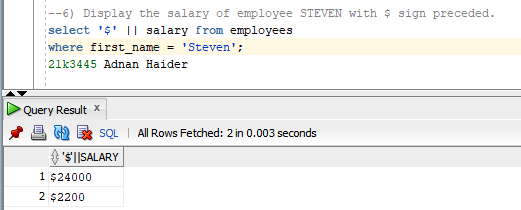 --6) Display the salary of employee STEVEN with $ sign preceded.
select '$' || salary from employees
where first_name = 'Steven';
21k3445 Adnan Haider
Query Result x
SQL | All Rows Fetched: 2 in 0.003 seconds
'$'||SALARY
1 $24000
2 $2200